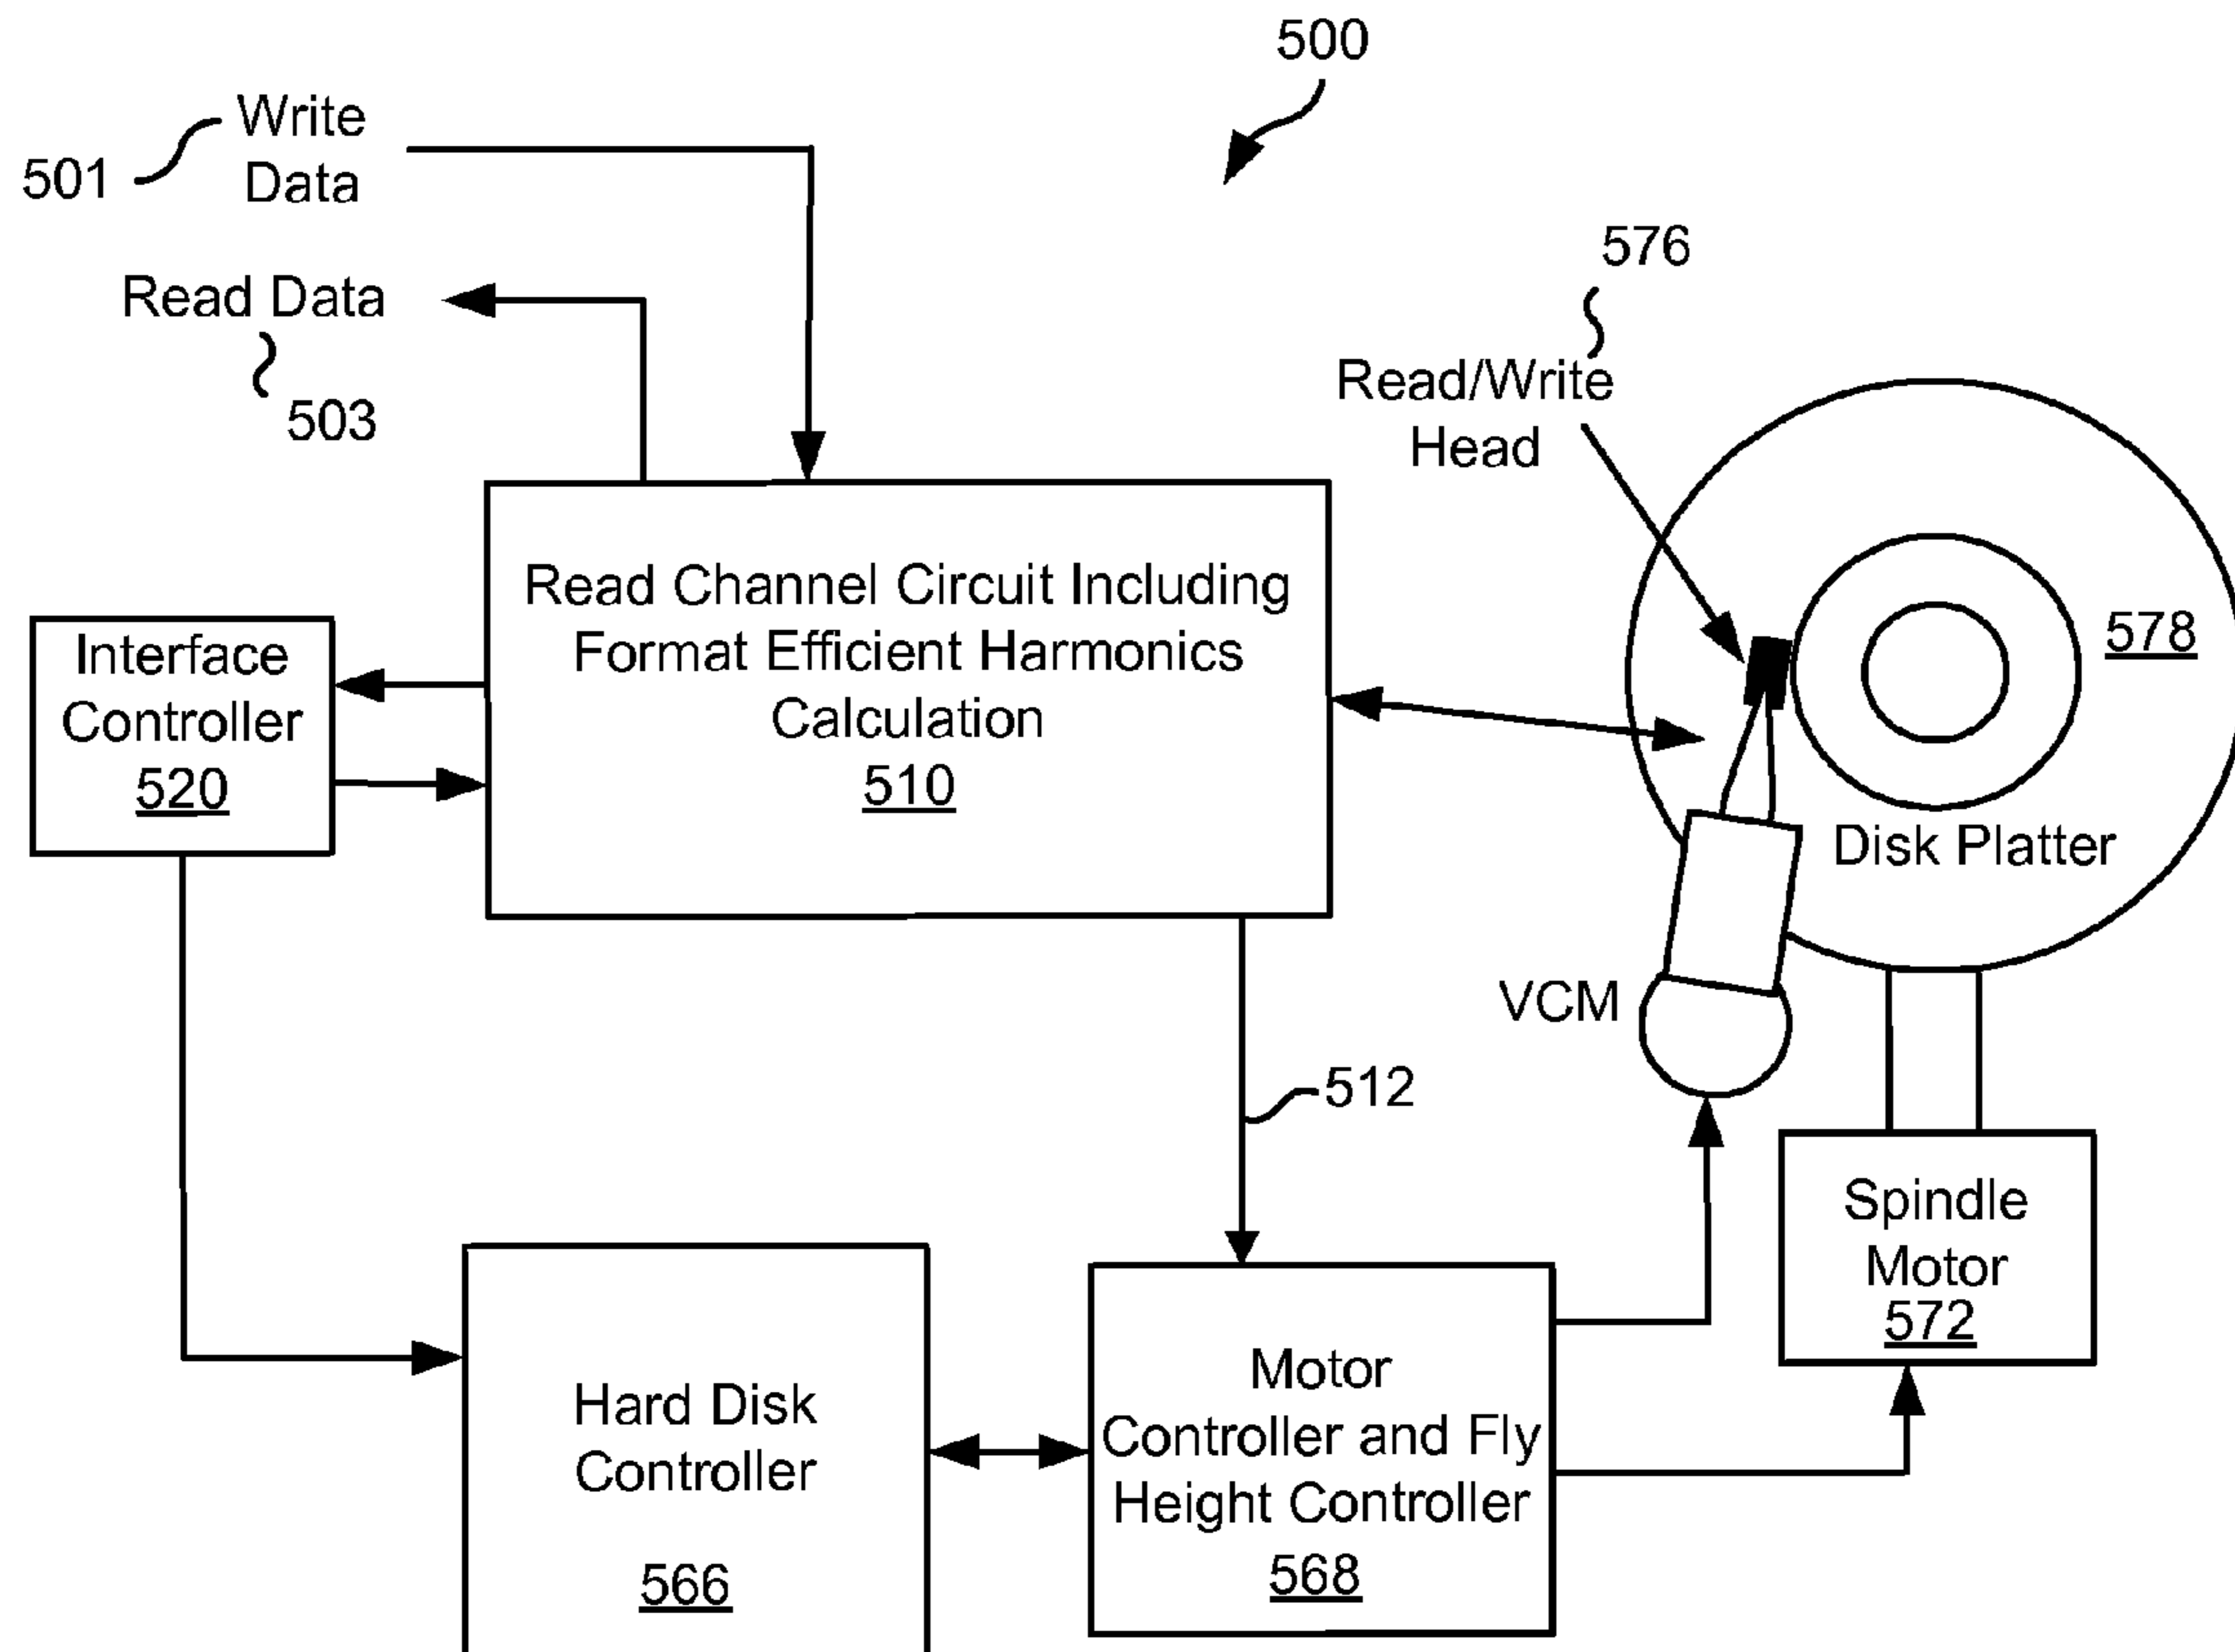 500
501
Write
Data
Read Data
503
576
Read/Write
Head
Read Channel Circuit Including
Format Efficient Harmonics
Calculation
510
Interface
Controller
520
578
Disk Platter
VCM
512
Spindle
Motor
572
Hard Disk
Controller
566
Motor
Controller and Fly
Height Controller
568